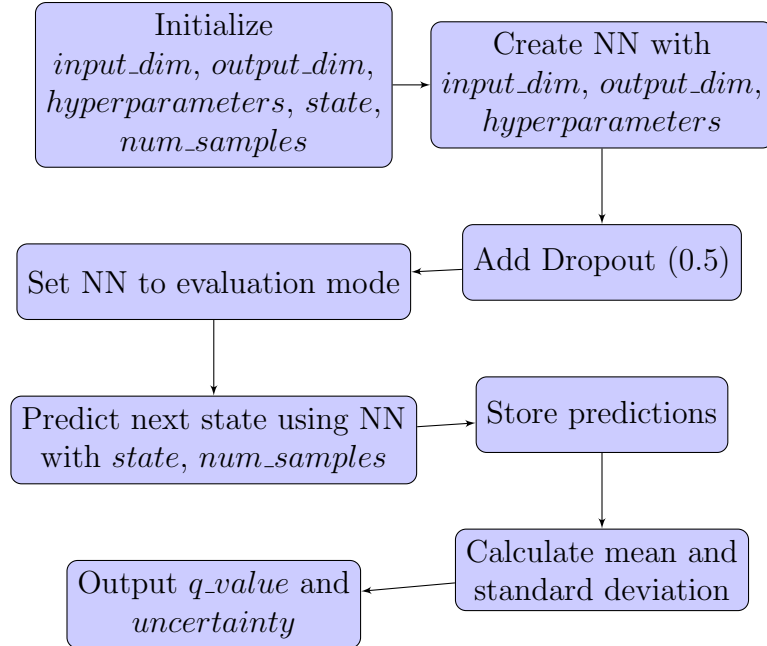 Initialize
input_dim, output_dim,
hyperparameters, state,
num_samples
Create NN with
input_dim, output_dim,
hyperparameters
Add Dropout (0.5)
Set NN to evaluation mode
Predict next state using NN
with state, num_samples
Store predictions
Calculate mean and
standard deviation
Output q_value and
uncertainty